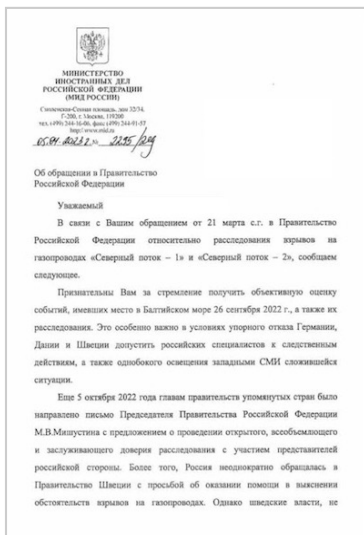 МИНИСТЕРСТВО
ИНОСТРАННЫХ ДЕЛ
РОССИЙСКОЙ ФЕДЕРАЦИИ
(МИД РОССИИ)
Смоленская-Сенная площадь, дом 32/34,
Г-200, г. Москва, 119200
тел. (499) 244-16-06, факс (499) 244-91-57
http://www.mid.ru
05.04.2023 г. № 2295/2дд
Об обращении в Правительство
Российской Федерации
Уважаемый
В связи с Вашим обращением от 21 марта с.г. в Правительство
Российской Федерации относительно расследования взрывов на
газопроводах «Северный поток – 1» и «Северный поток – 2», сообщаем
следующее.
Признательны Вам за стремление получить объективную оценку
событий, имевших место в Балтийском море 26 сентября 2022 г., а также их
расследования. Это особенно важно в условиях упорного отказа Германии,
Дании и Швеции допустить российских специалистов к следственным
действиям, а также однобокого освещения западными СМИ сложившейся
ситуации.
Еще 5 октября 2022 года главам правительств упомянутых стран было
направлено письмо Председателя Правительства Российской Федерации
М.В.Мишустина с предложением о проведении открытого, всеобъемлющего
и заслуживающего доверия расследования с участием представителей
российской стороны. Более того, Россия неоднократно обращалась в
Правительство Швеции с просьбой об оказании помощи в выяснении
обстоятельств взрывов на газопроводах. Однако шведские власти, не